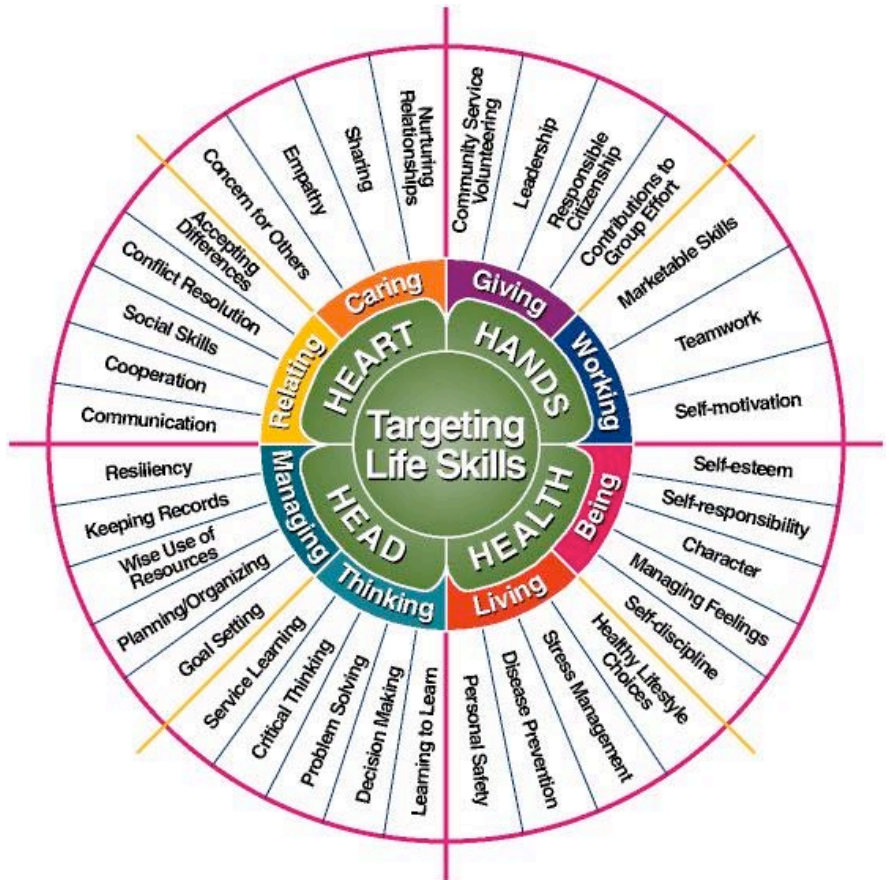 Targeting
Life Skills
HEART
HANDS
HEALTH
HEAD
Caring
Giving
Working
Being
Living
Thinking
Managing
Relating
Nurturing
Relationships
Sharing
Empathy
Concern for Others
Accepting
Differences
Conflict Resolution
Social Skills
Cooperation
Communication
Community Service
Volunteering
Leadership
Responsible
Citizenship
Contributions to
Group Effort
Marketable Skills
Teamwork
Self-motivation
Self-esteem
Self-responsibility
Character
Managing Feelings
Self-discipline
Healthy Lifestyle
Choices
Stress Management
Disease Prevention
Personal Safety
Learning to Learn
Decision Making
Problem Solving
Critical Thinking
Service Learning
Goal Setting
Planning/Organizing
Wise Use of
Resources
Keeping Records
Resiliency